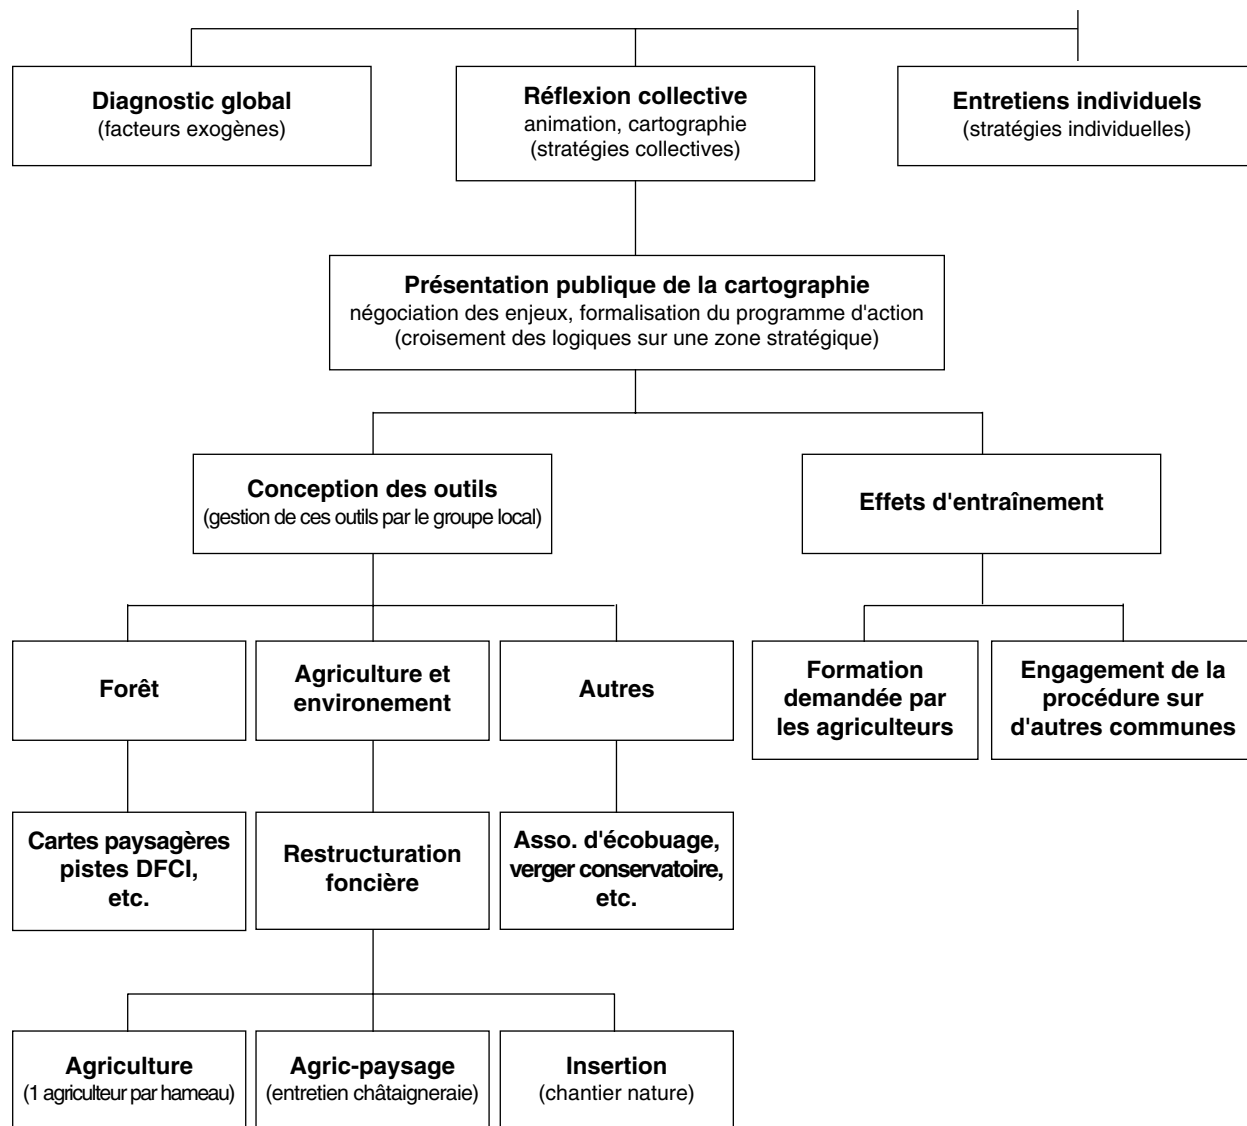 Diagnostic global
(facteurs exogènes)
Réflexion collective
animation, cartographie
(stratégies collectives)
Entretiens individuels
(stratégies individuelles)
Présentation publique de la cartographie
négociation des enjeux, formalisation du programme d'action
(croisement des logiques sur une zone stratégique)
Conception des outils
(gestion de ces outils par le groupe local)
Effets d'entraînement
Forêt
Agriculture et
environement
Autres
Formation
demandée par
les agriculteurs
Engagement de la
procédure sur
d'autres communes
Cartes paysagères
pistes DFCI,
etc.
Restructuration
foncière
Asso. d'écobuage,
verger conservatoire,
etc.
Agriculture
(1 agriculteur par hameau)
Agric-paysage
(entretien châtaigneraie)
Insertion
(chantier nature)